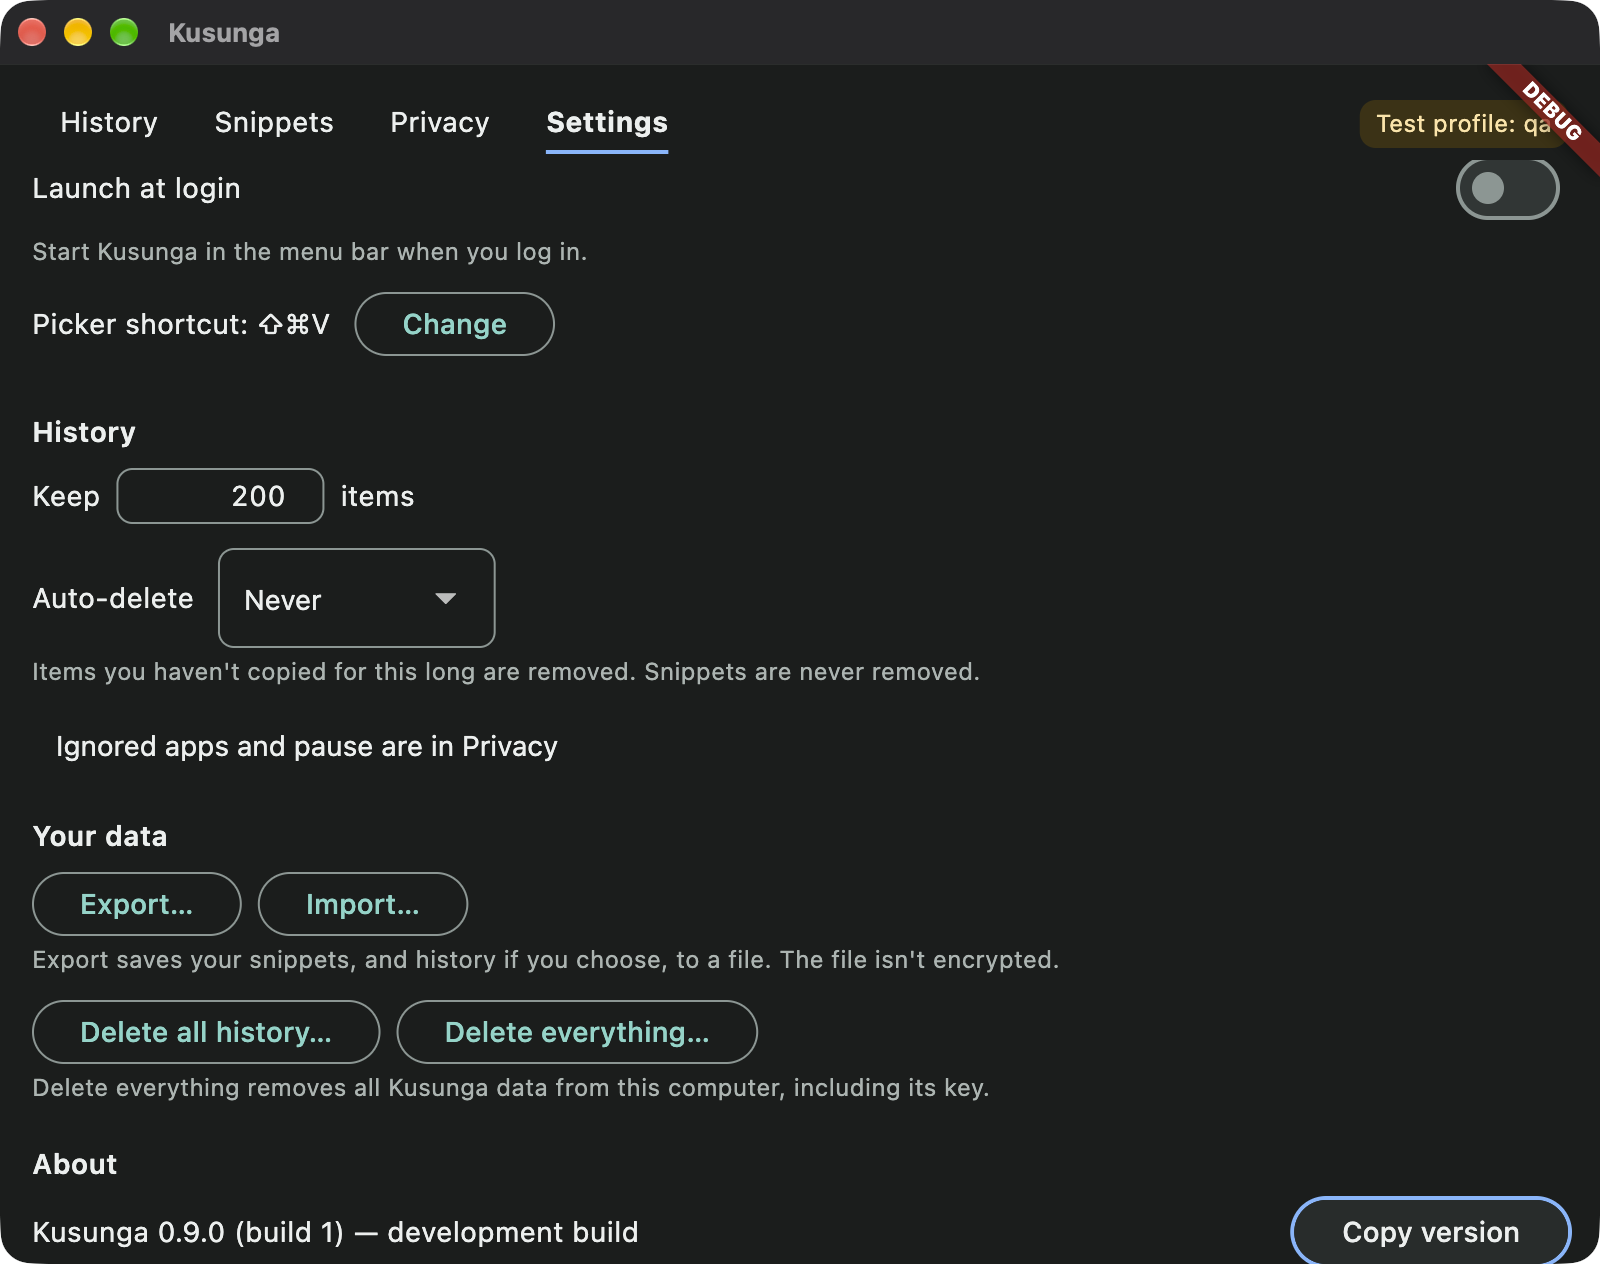 Kusunga
History Snippets Privacy Settings
Test profile: qa
DEBUG
Launch at login
Start Kusunga in the menu bar when you log in.
Picker shortcut: ⇧⌘V Change
History
Keep 200 items
Auto-delete Never
Items you haven't copied for this long are removed. Snippets are never removed.
Ignored apps and pause are in Privacy
Your data
Export... Import...
Export saves your snippets, and history if you choose, to a file. The file isn't encrypted.
Delete all history... Delete everything...
Delete everything removes all Kusunga data from this computer, including its key.
About
Kusunga 0.9.0 (build 1) — development build Copy version